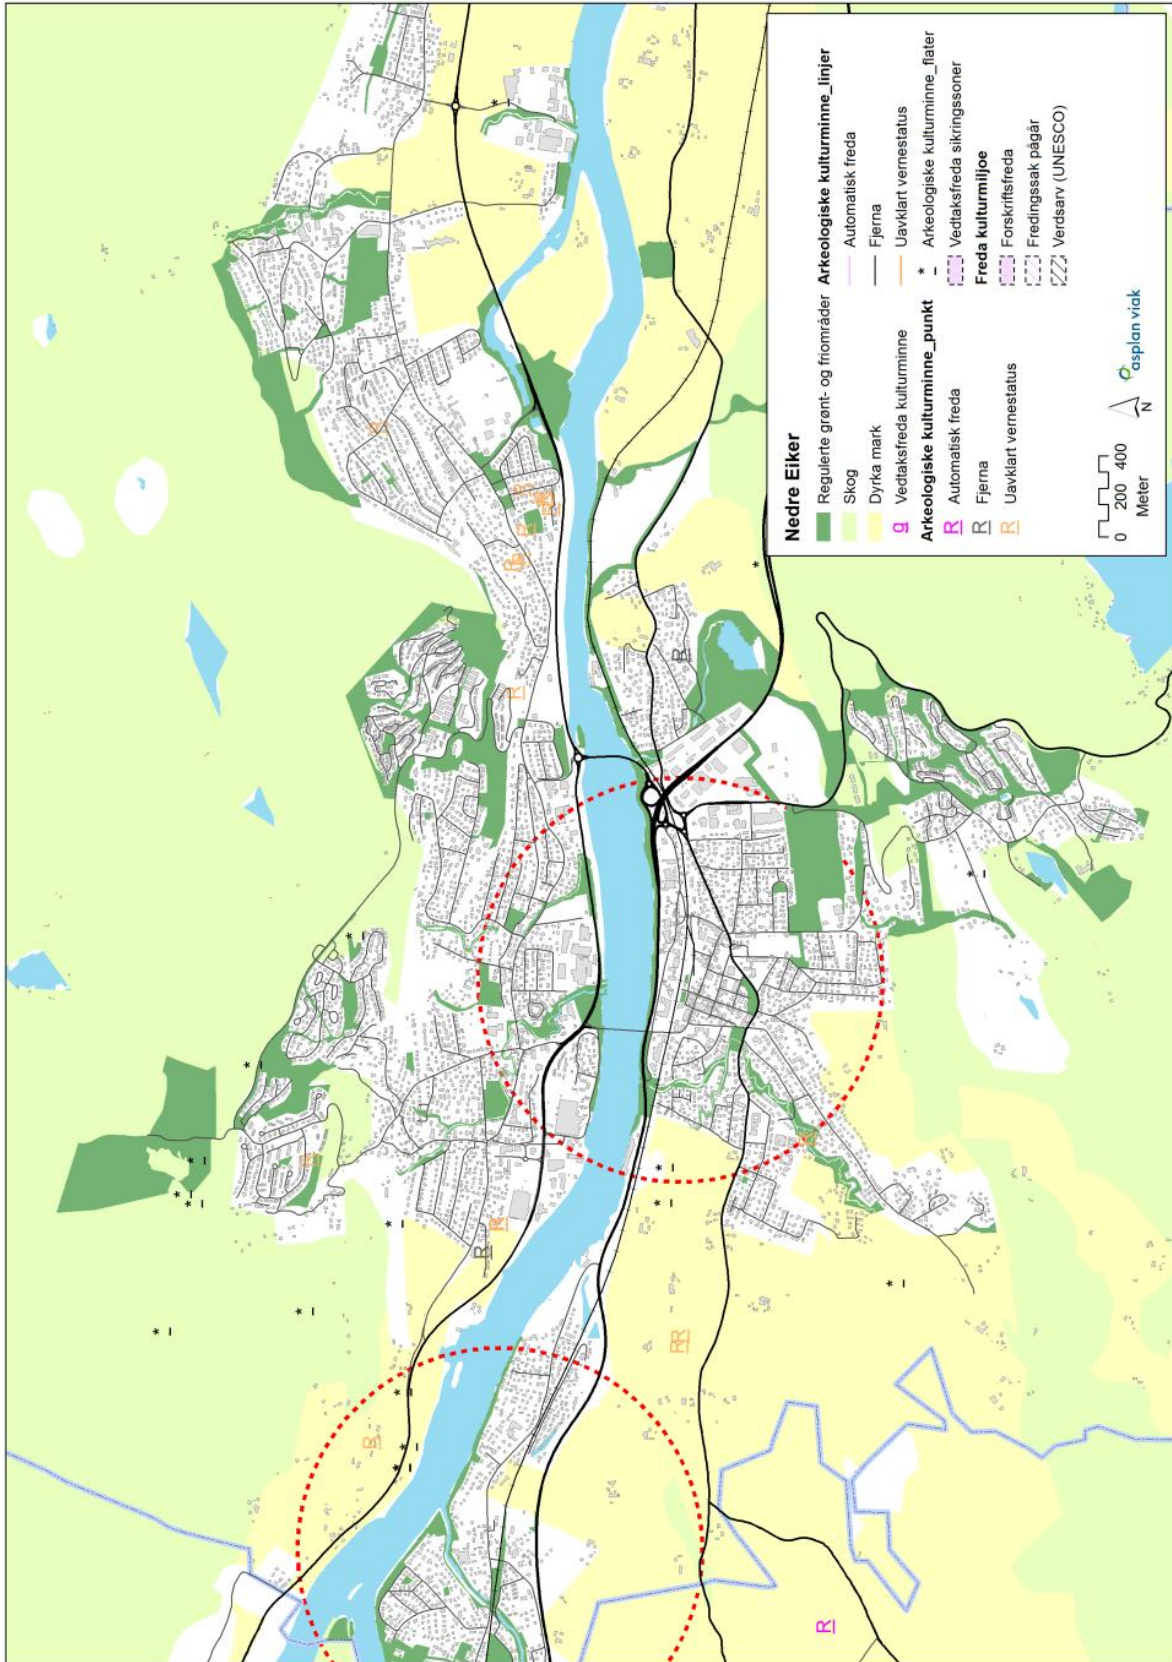 Nedre Eiker
Regulerte grønt- og friområder
Skog
Dyrka mark
Vedtaksfreda kulturminne
Arkeologiske kulturminne_punkt
R Automatisk freda
R Fjerna
R Uavklart vernestatus
Arkeologiske kulturminne_linjer
Automatisk freda
Fjerna
Uavklart vernestatus
Arkeologiske kulturminne_flater
Vedtaksfreda sikringssoner
Freda kulturmiljoe
Forskriftsfreda
Fredingssak pågår
Verdsarv (UNESCO)
0 200 400
Meter
N
asplan viak
R
R
R
R
R
R
R
R
R
R
RR
R